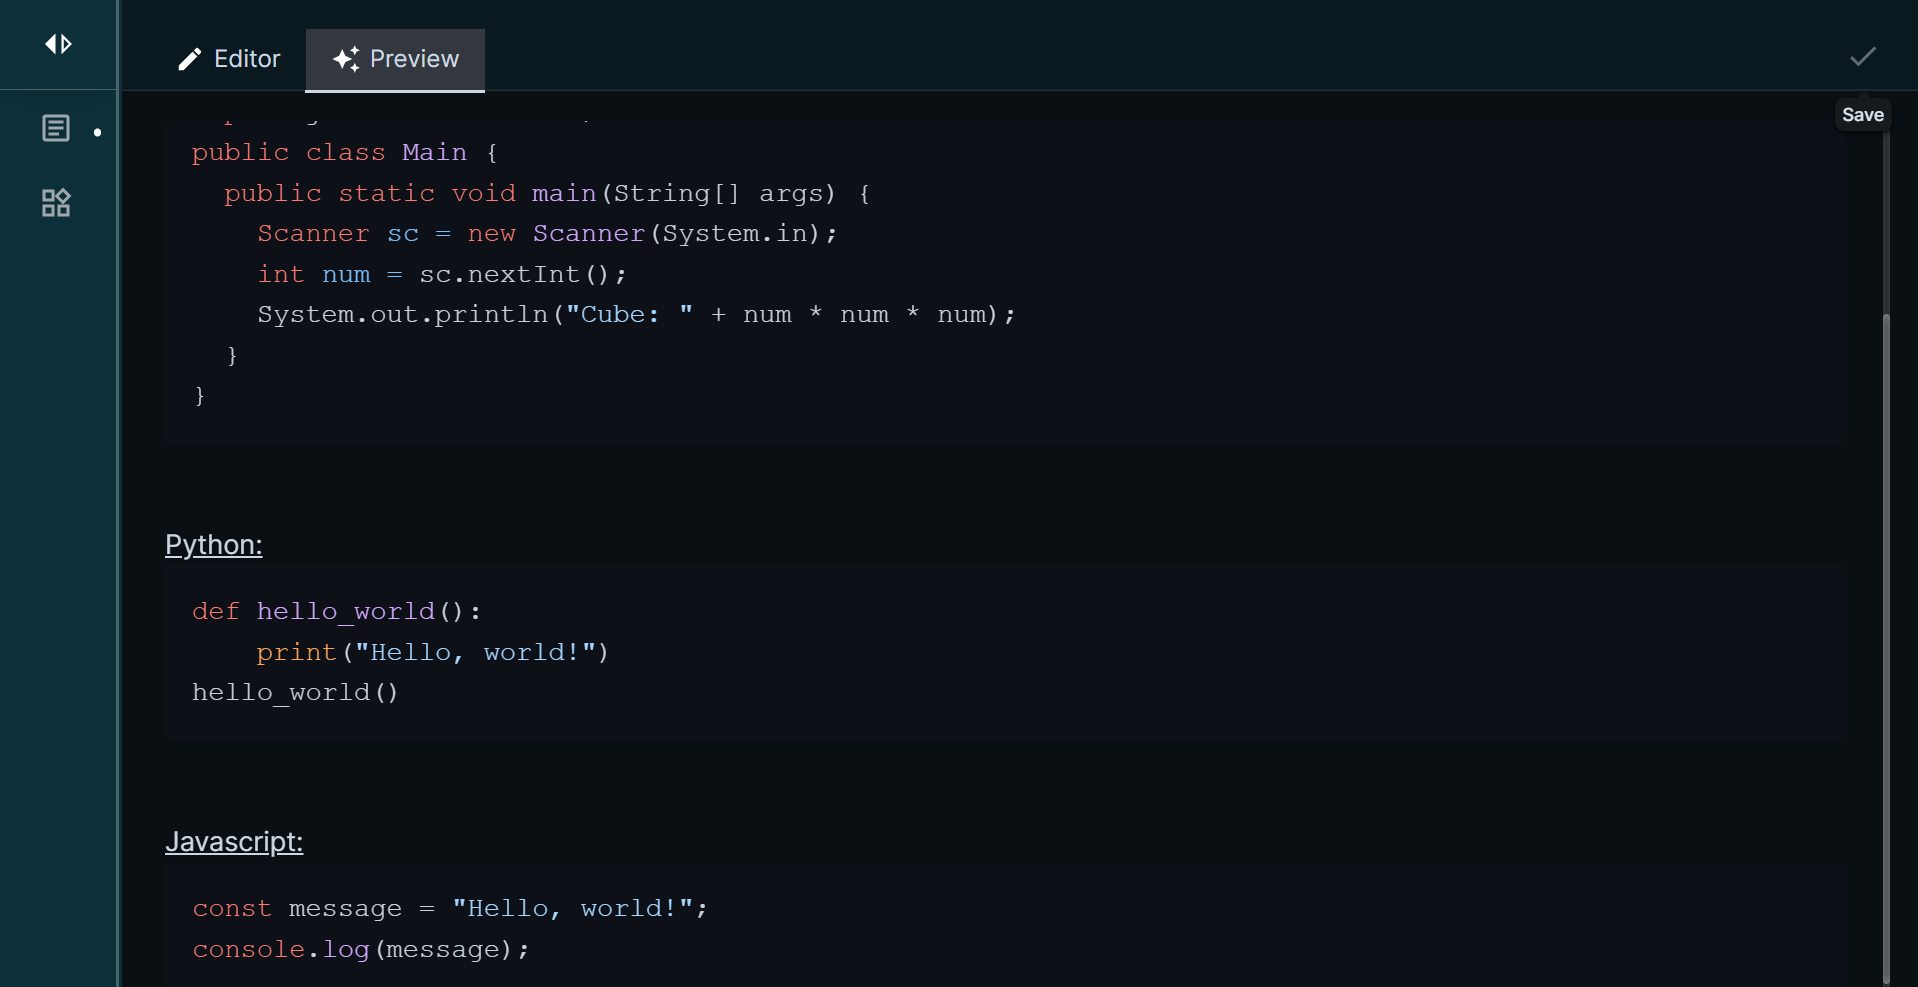 Editor
Preview
Save
public class Main {
public static void main(String[] args) {
Scanner sc = new Scanner(System.in);
int num = sc.nextInt();
System.out.println("Cube: " + num * num * num);
}
}
Python:
def hello_world():
print("Hello, world!")
hello_world()
Javascript:
const message = "Hello, world!";
console.log(message);